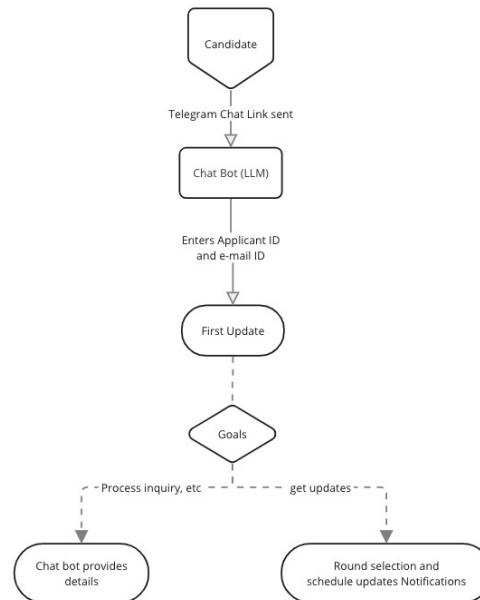 Candidate
Telegram Chat Link sent
Chat Bot (LLM)
Enters Applicant ID
and e-mail ID
First Update
Goals
Process inquiry, etc
get updates
Chat bot provides
details
Round selection and
schedule updates Notifications